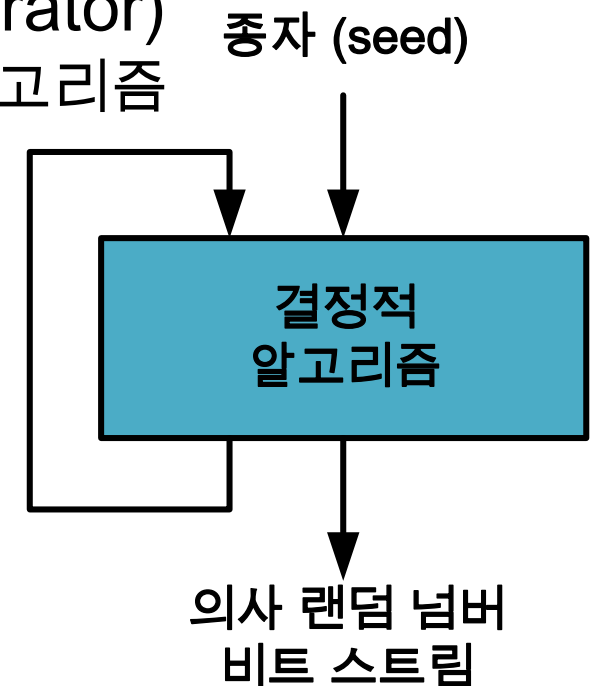 rator)
고리즘
종자 (seed)
결정적
알고리즘
의사 랜덤 넘버
비트 스트림